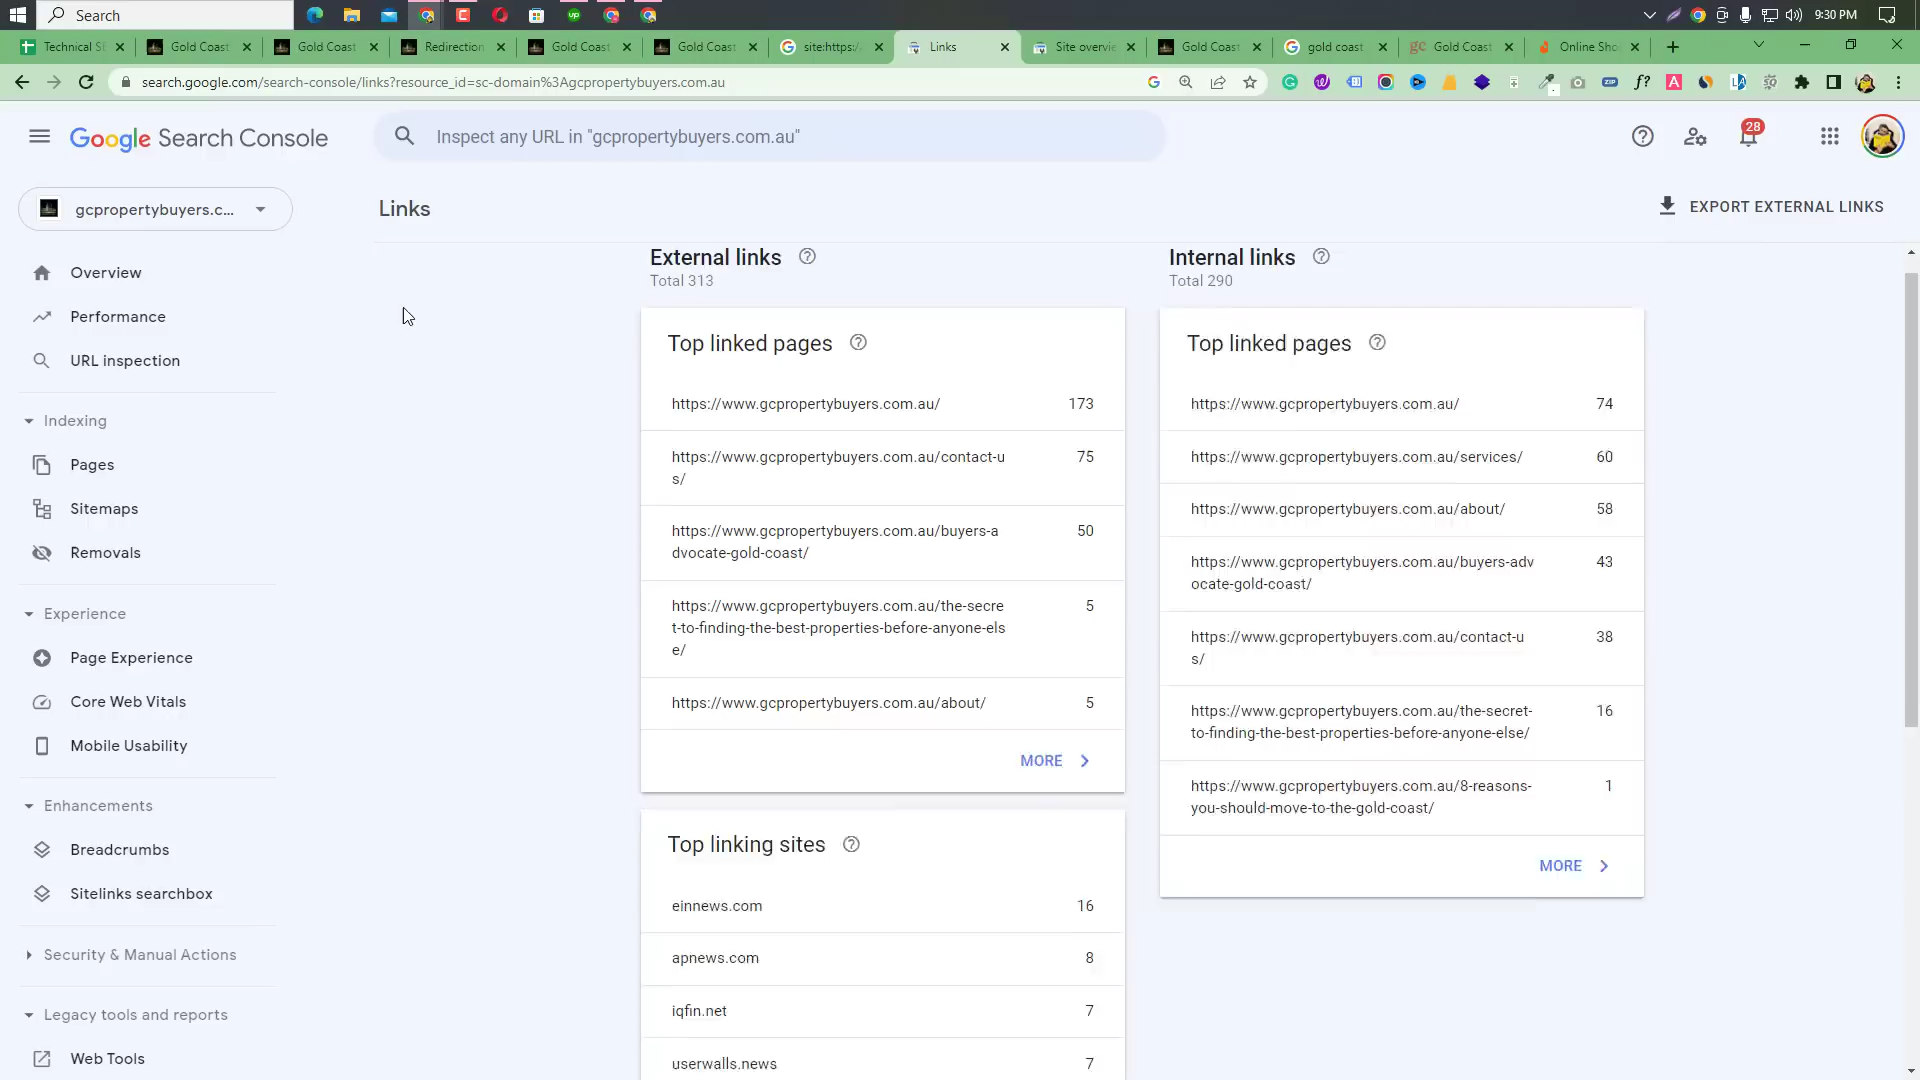 Search
9:30 PM
Technical S
Gold Coast
Gold Coast
Redirection
Gold Coast
Gold Coast
site:https:/
Links
Site overvie
Gold Coast
gold coast
Gold Coast
Online Sho
search.google.com/search-console/links?resource_id=sc-domain%3Agcpropertybuyers.com.au
Google Search Console
Inspect any URL in "gcpropertybuyers.com.au"
28
gcpropertybuyers.c...
Links
EXPORT EXTERNAL LINKS
Overview
Performance
URL inspection
Indexing
Pages
Sitemaps
Removals
Experience
Page Experience
Core Web Vitals
Mobile Usability
Enhancements
Breadcrumbs
Sitelinks searchbox
Security & Manual Actions
Legacy tools and reports
Web Tools
External links
Total 313
Top linked pages
https://www.gcpropertybuyers.com.au/ 173
https://www.gcpropertybuyers.com.au/contact-u 75
s/
https://www.gcpropertybuyers.com.au/buyers-a 50
dvocate-gold-coast/
https://www.gcpropertybuyers.com.au/the-secre 5
t-to-finding-the-best-properties-before-anyone-els
e/
https://www.gcpropertybuyers.com.au/about/ 5
MORE
Top linking sites
einnews.com 16
apnews.com 8
iqfin.net 7
userwalls.news 7
Internal links
Total 290
Top linked pages
https://www.gcpropertybuyers.com.au/ 74
https://www.gcpropertybuyers.com.au/services/ 60
https://www.gcpropertybuyers.com.au/about/ 58
https://www.gcpropertybuyers.com.au/buyers-adv 43
ocate-gold-coast/
https://www.gcpropertybuyers.com.au/contact-u 38
s/
https://www.gcpropertybuyers.com.au/the-secret- 16
to-finding-the-best-properties-before-anyone-else/
https://www.gcpropertybuyers.com.au/8-reasons- 1
you-should-move-to-the-gold-coast/
MORE